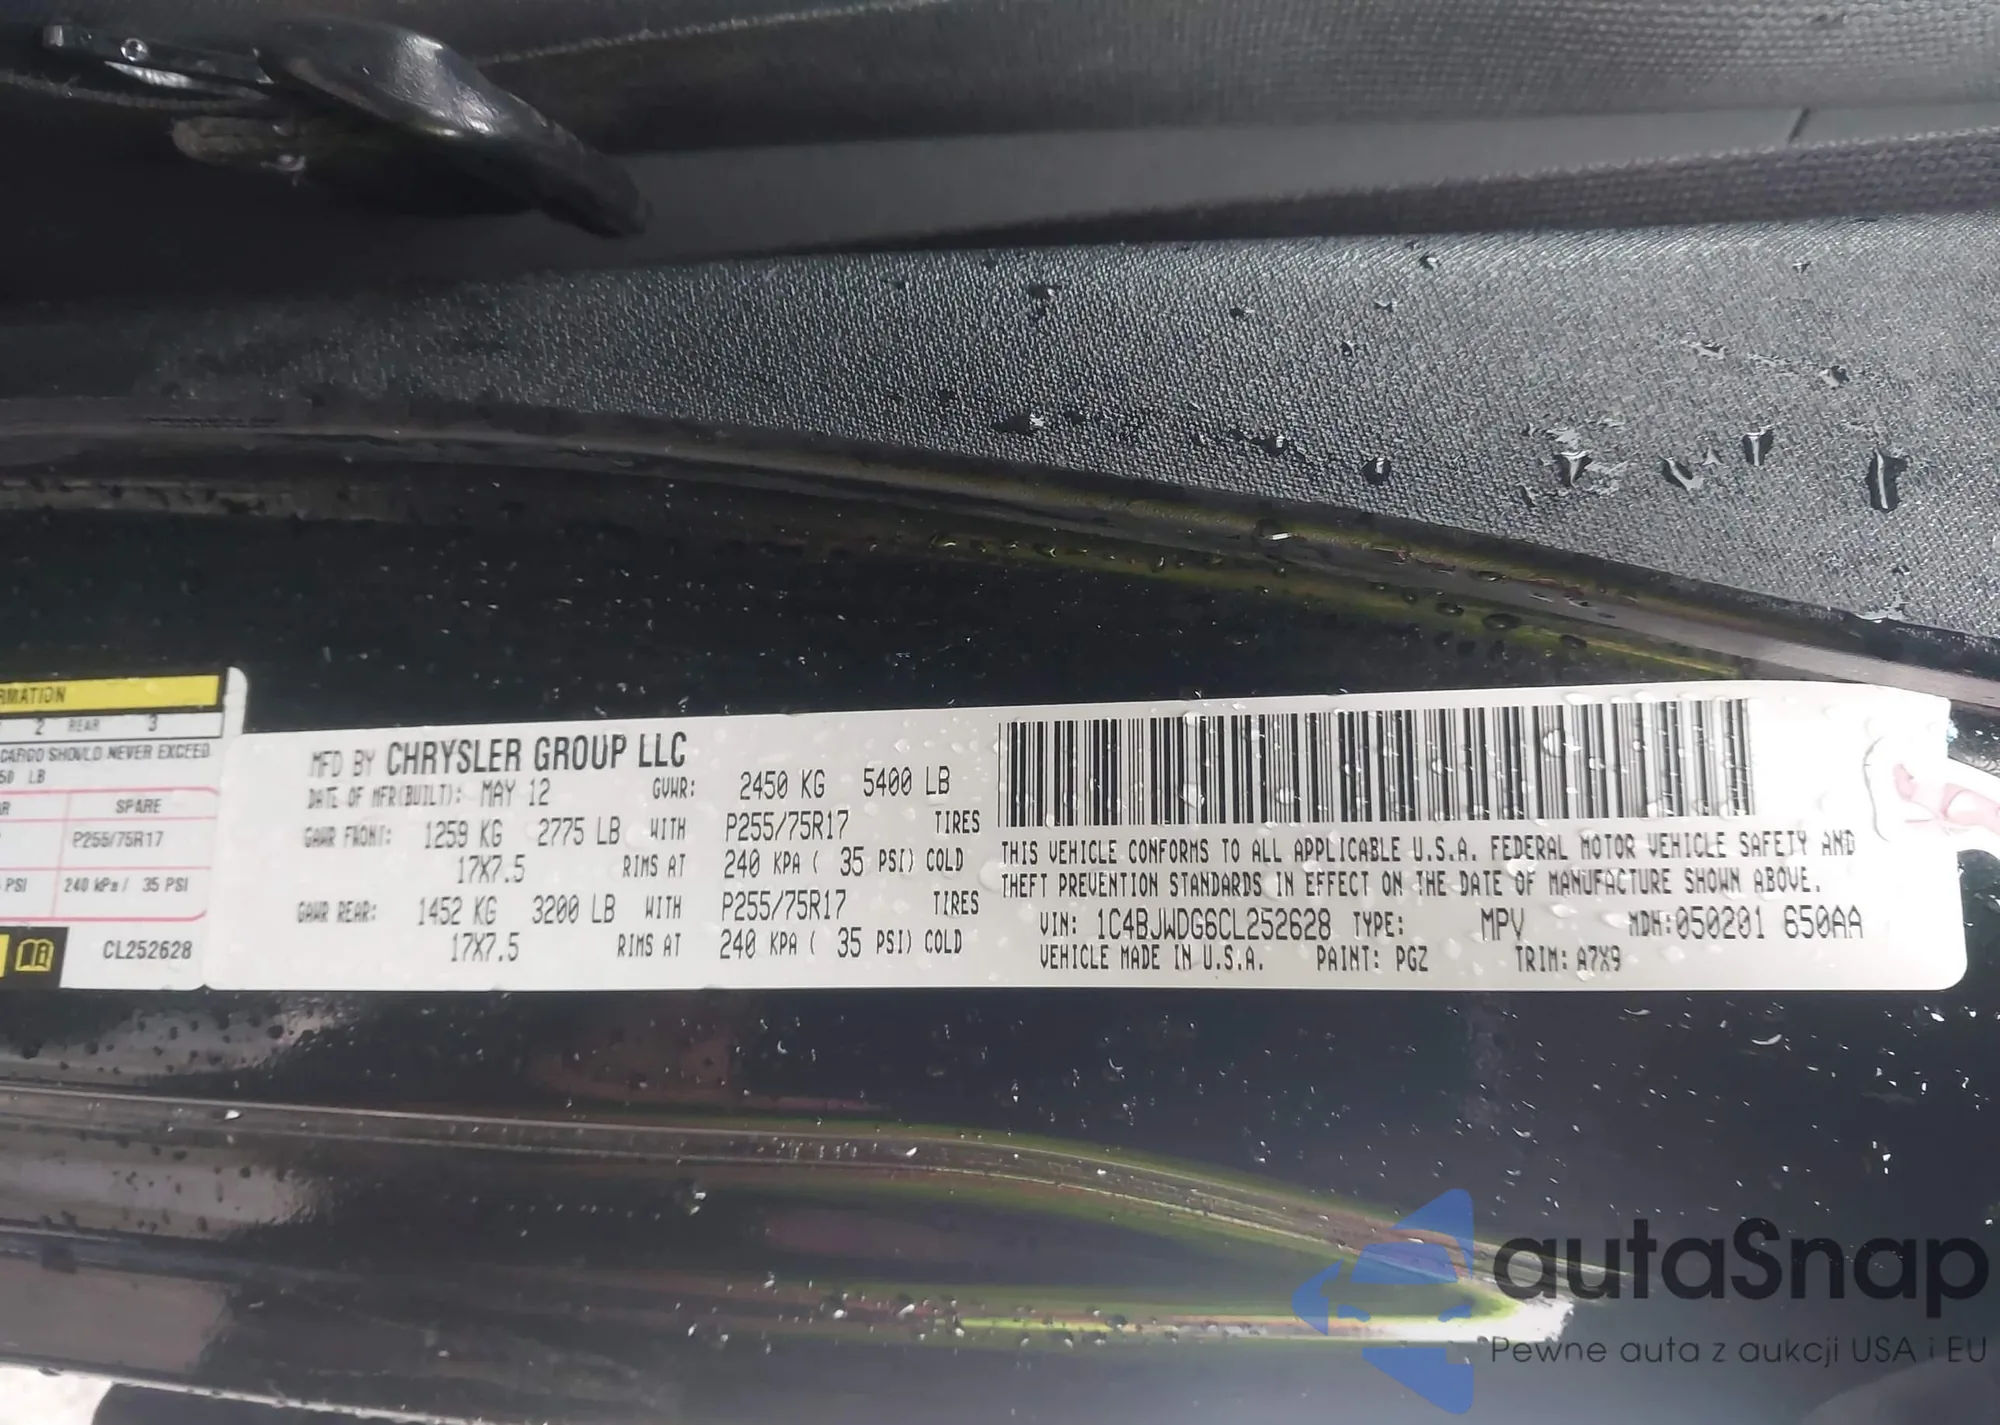 RMATION
2 REAR 3
CARGO SHOULD NEVER EXCEED
50 LB
AR SPARE
P255/75R17
PSI 240 kPa/ 35 PSI
CL252628
MFD BY CHRYSLER GROUP LLC
DATE OF MFR(BUILT): MAY 12 GVWR: 2450 KG 5400 LB
GAWR FRONT: 1259 KG 2775 LB WITH P255/75R17 TIRES
17X7.5 RIMS AT 240 KPA ( 35 PSI) COLD
GAWR REAR: 1452 KG 3200 LB WITH P255/75R17 TIRES
17X7.5 RIMS AT 240 KPA ( 35 PSI) COLD
THIS VEHICLE CONFORMS TO ALL APPLICABLE U.S.A. FEDERAL MOTOR VEHICLE SAFETY AND
THEFT PREVENTION STANDARDS IN EFFECT ON THE DATE OF MANUFACTURE SHOWN ABOVE.
VIN: 1C4BJWDG6CL252628 TYPE: MPV MDH:050201 650AA
VEHICLE MADE IN U.S.A. PAINT: PGZ TRIM: A7X9
autaSnap
Pewne auta z aukcji USA i EU